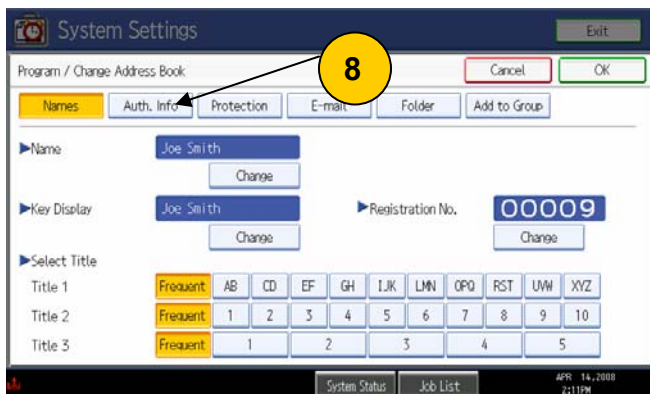 System Settings Exit
8
Program / Change Address Book Cancel OK
Names Auth. Info Protection E-mail Folder Add to Group
►Name Joe Smith
Change
►Key Display Joe Smith ►Registration No. 00009
Change Change
►Select Title
Title 1 Frequent AB CD EF GH IJK LMN OPQ RST UVW XYZ
Title 2 Frequent 1 2 3 4 5 6 7 8 9 10
Title 3 Frequent 1 2 3 4 5
System Status Job List APR 14,2008
2:11PM